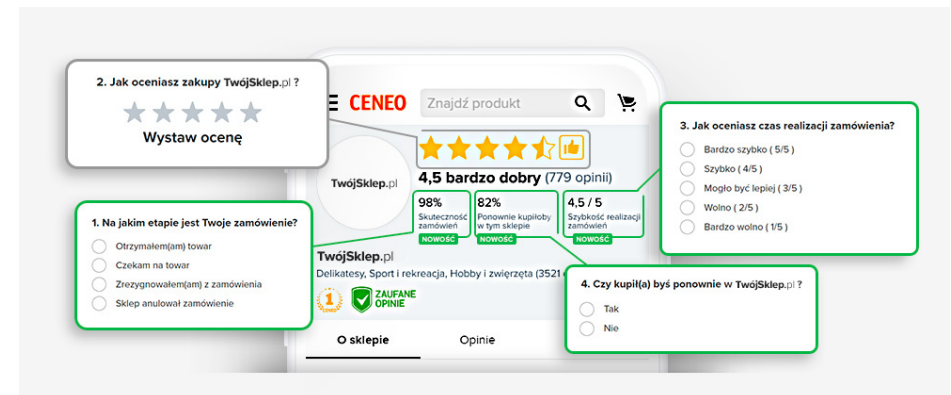 2. Jak oceniasz zakupy TwójSklep.pl ?
Wystaw ocenę
CENEO
Znajdź produkt
TwójSklep.pl
4,5 bardzo dobry (779 opinii)
98%
Skuteczność
zamówień
NOWOŚĆ
82%
Ponownie kupiłoby
w tym sklepie
NOWOŚĆ
4,5 / 5
Szybkość realizacji
zamówień
NOWOŚĆ
3. Jak oceniasz czas realizacji zamówienia?
Bardzo szybko ( 5/5 )
Szybko ( 4/5 )
Mogło być lepiej ( 3/5 )
Wolno ( 2/5 )
Bardzo wolno ( 1/5 )
1. Na jakim etapie jest Twoje zamówienie?
Otrzymałem(am) towar
Czekam na towar
Zrezygnowałem(am) z zamówienia
Sklep anulował zamówienie
TwójSklep.pl
Delikatesy, Sport i rekreacja, Hobby i zwierzęta (3521
1
CENEO
ZAUFANE
OPINIE
4. Czy kupił(a) byś ponownie w TwójSklep.pl ?
Tak
Nie
O sklepie
Opinie